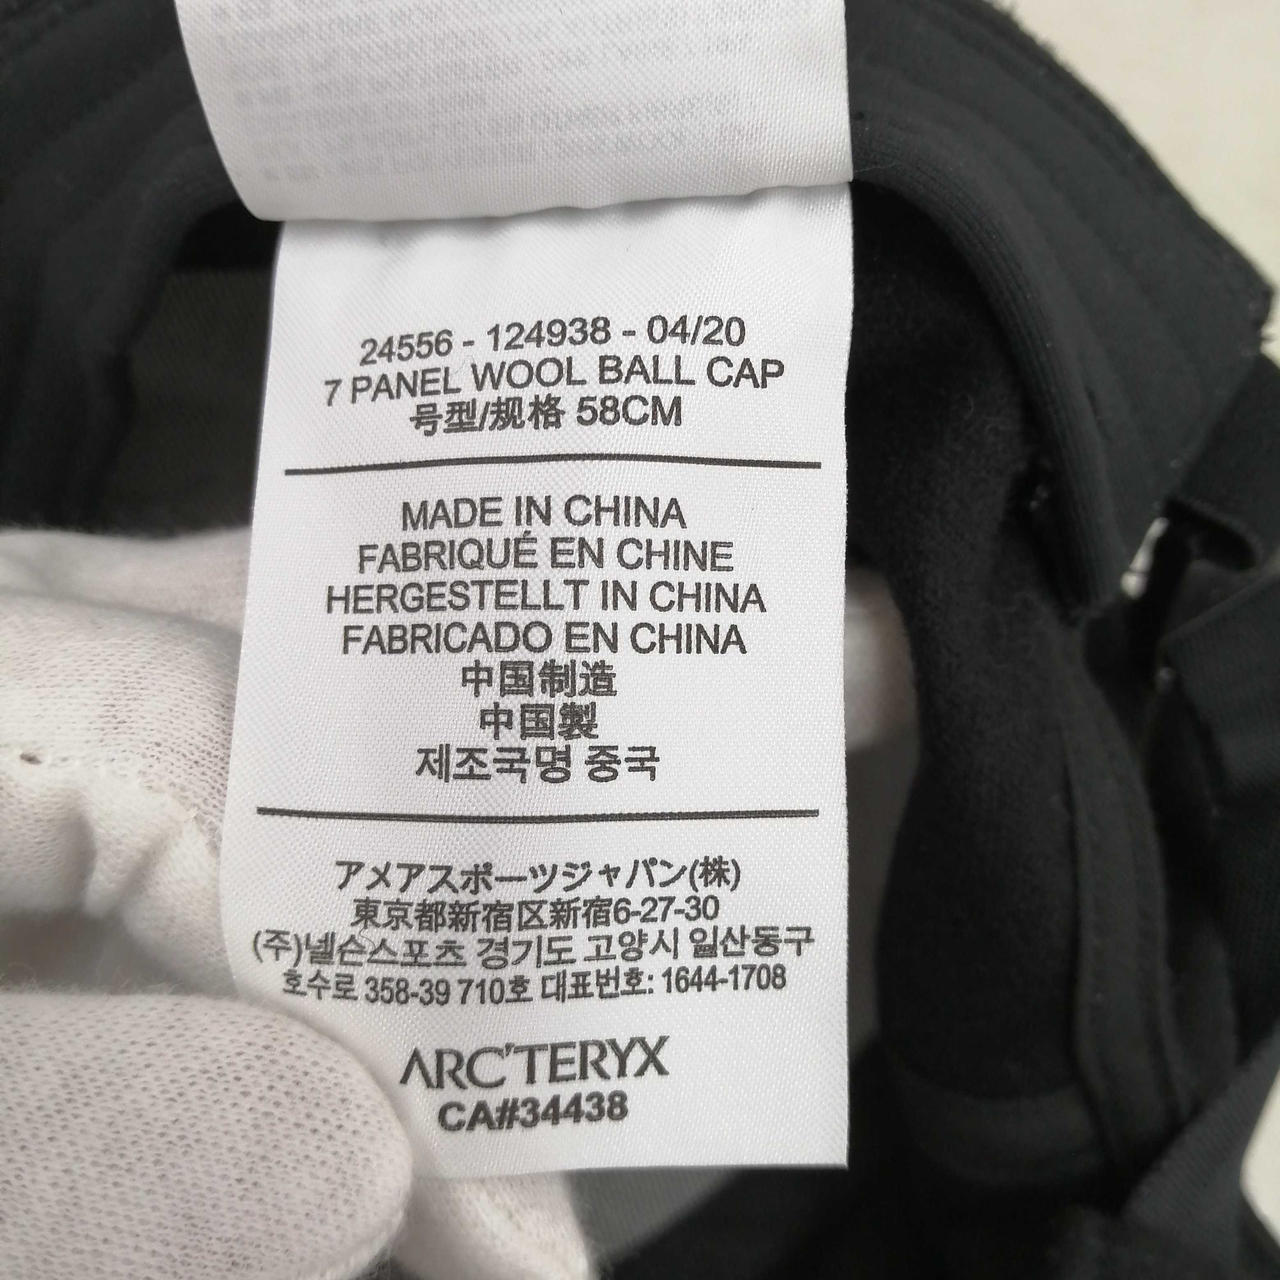 24556 - 124938 - 04/20
7 PANEL WOOL BALL CAP
号型/规格 58CM
MADE IN CHINA
FABRIQUÉ EN CHINE
HERGESTELLT IN CHINA
FABRICADO EN CHINA
中国制造
中国製
제조국명 중국
アメアスポーツジャパン(株)
東京都新宿区新宿6-27-30
(주)넬슨스포츠 경기도 고양시 일산동구
호수로 358-39 710호 대표번호: 1644-1708
ARC'TERYX
CA#34438